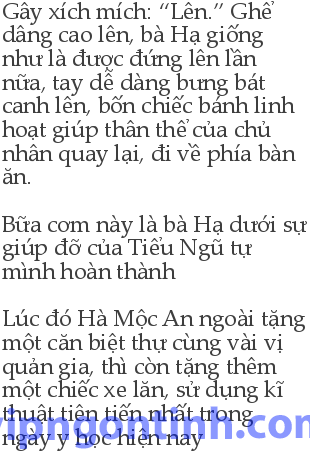 Gây xích mích: “Lên.” Ghế
dâng cao lên, bà Hạ giống
như là được đứng lên lần
nữa, tay dễ dàng bưng bát
canh lên, bốn chiếc bánh linh
hoạt giúp thân thể của chủ
nhân quay lại, đi về phía bàn
ăn.
Bữa cơm này là bà Hạ dưới sự
giúp đỡ của Tiểu Ngũ tự
mình hoàn thành
Lúc đó Hà Mộc An ngoài tặng
một căn biệt thự cùng vài vị
quản gia, thì còn tặng thêm
một chiếc xe lăn, sử dụng kĩ
thuật tiên tiến nhất trong
ngày y học hiện nay
vipngontinh.com